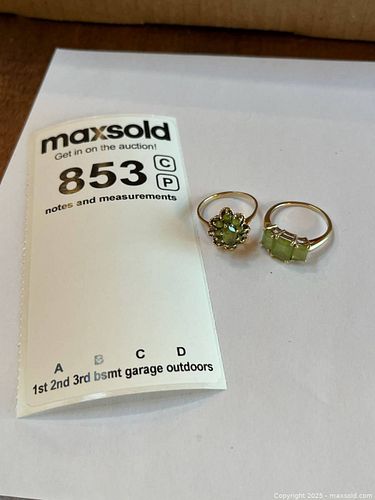 maxsold
Get in on the auction!
853 C
P
notes and measurements
A B C D
1st 2nd 3rd bsmt garage outdoors
Copyright 2025 - maxsold.com